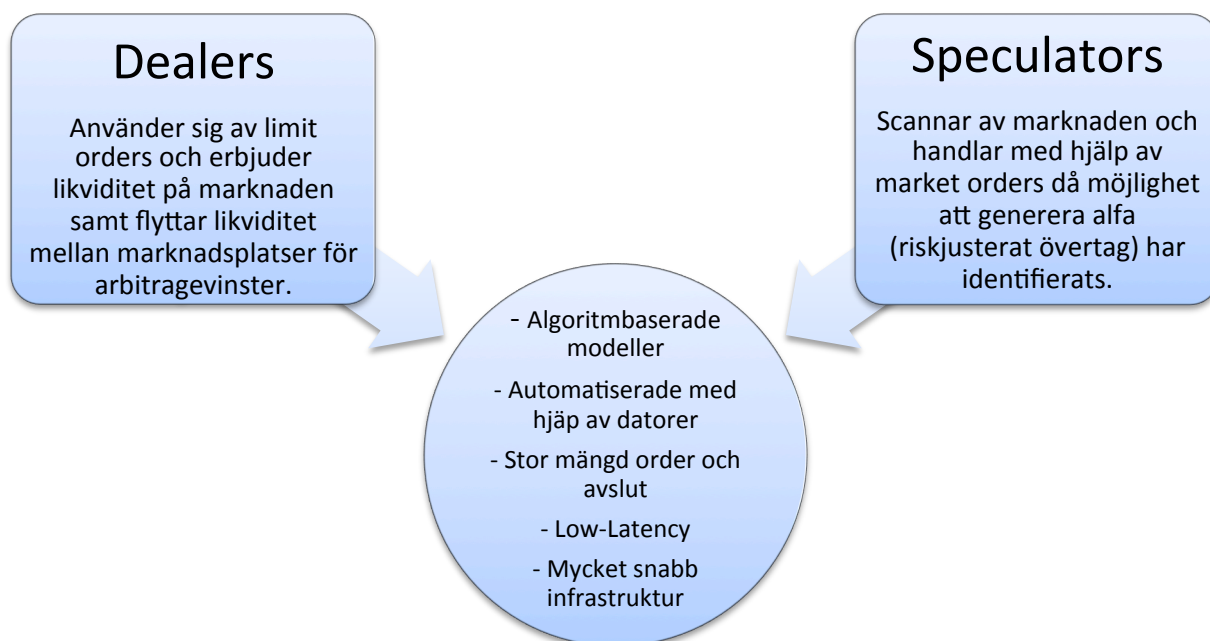 Dealers
Använder sig av limit
orders och erbjuder
likviditet på marknaden
samt flyttar likviditet
mellan marknadsplatser för
arbitragevinster.
Speculators
Scannar av marknaden och
handlar med hjälp av
market orders då möjlighet
att generera alfa
(riskjusterat övertag) har
identifierats.
- Algoritmbaserade
modeller
- Automatiserade med
hjäp av datorer
- Stor mängd order och
avslut
- Low-Latency
- Mycket snabb
infrastruktur